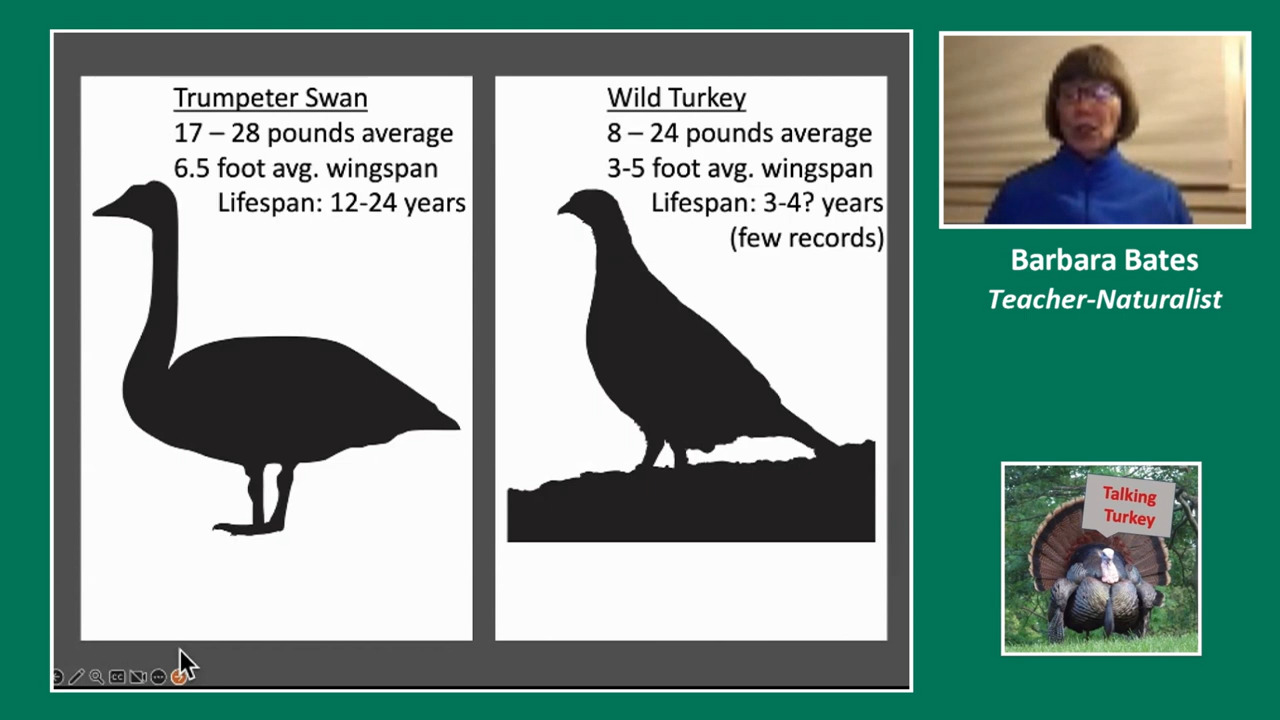 Trumpeter Swan
17 – 28 pounds average
6.5 foot avg. wingspan
Lifespan: 12-24 years
Wild Turkey
8 – 24 pounds average
3-5 foot avg. wingspan
Lifespan: 3-4? years
(few records)
Barbara Bates
Teacher-Naturalist
Talking
Turkey
CC